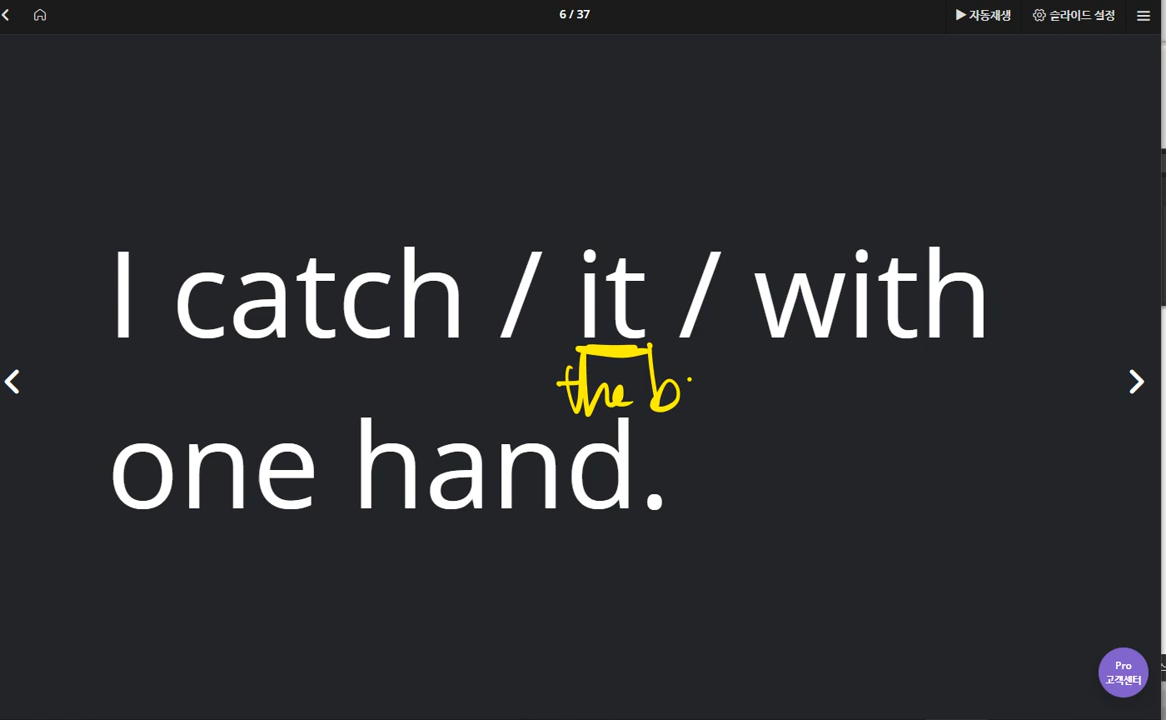 6 / 37
▶ 자동재생
슬라이드 설정
I catch / it / with
the b
one hand.
Pro
고객센터